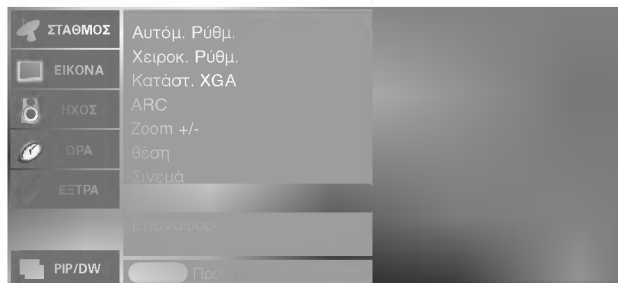 ΣΤΑΘΜΟΣ
ΕΙΚΟΝΑ
ΗΧΟΣ
ΩΡΑ
ΕΞΤΡΑ
PIP/DW
Αυτόμ. Ρύθμ.
Χειροκ. Ρύθμ.
Κατάστ. XGA
ARC
Zoom +/-
θέση
Σινεμά
Επαναφορά